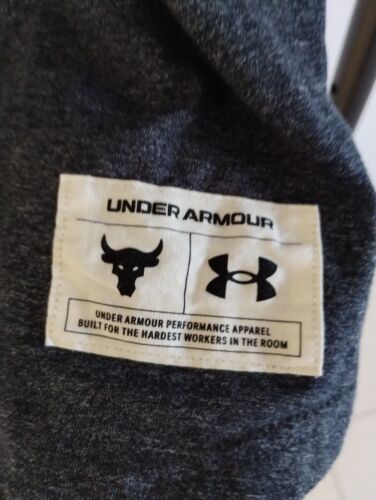 UNDER ARMOUR
UNDER ARMOUR PERFORMANCE APPAREL
BUILT FOR THE HARDEST WORKERS IN THE ROOM